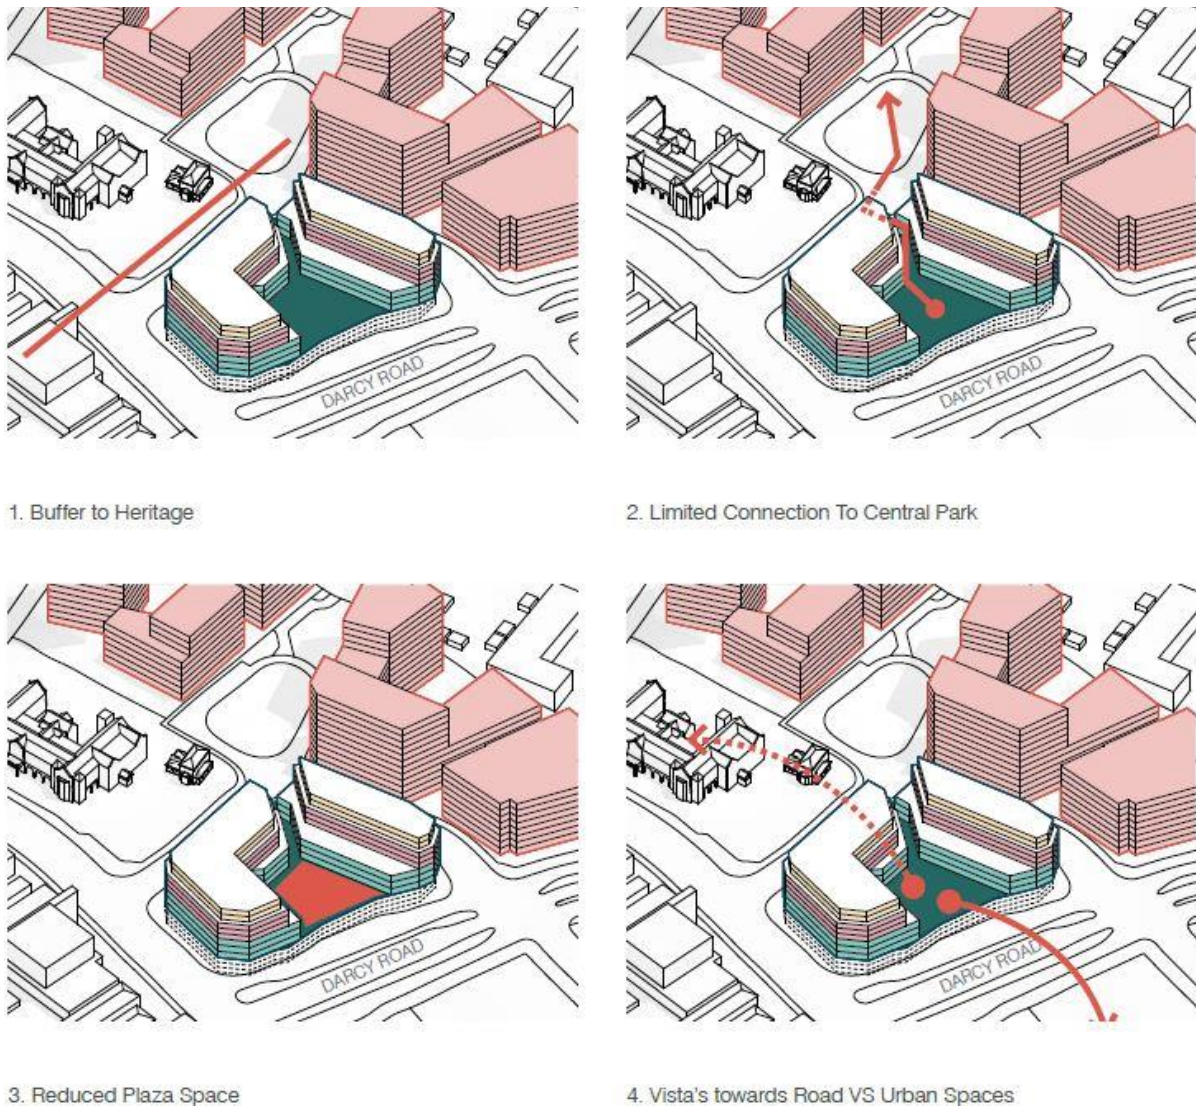 DARCY ROAD
DARCY ROAD
1. Buffer to Heritage
2. Limited Connection To Central Park
DARCY ROAD
DARCY ROAD
3. Reduced Plaza Space
4. Vista's towards Road VS Urban Spaces